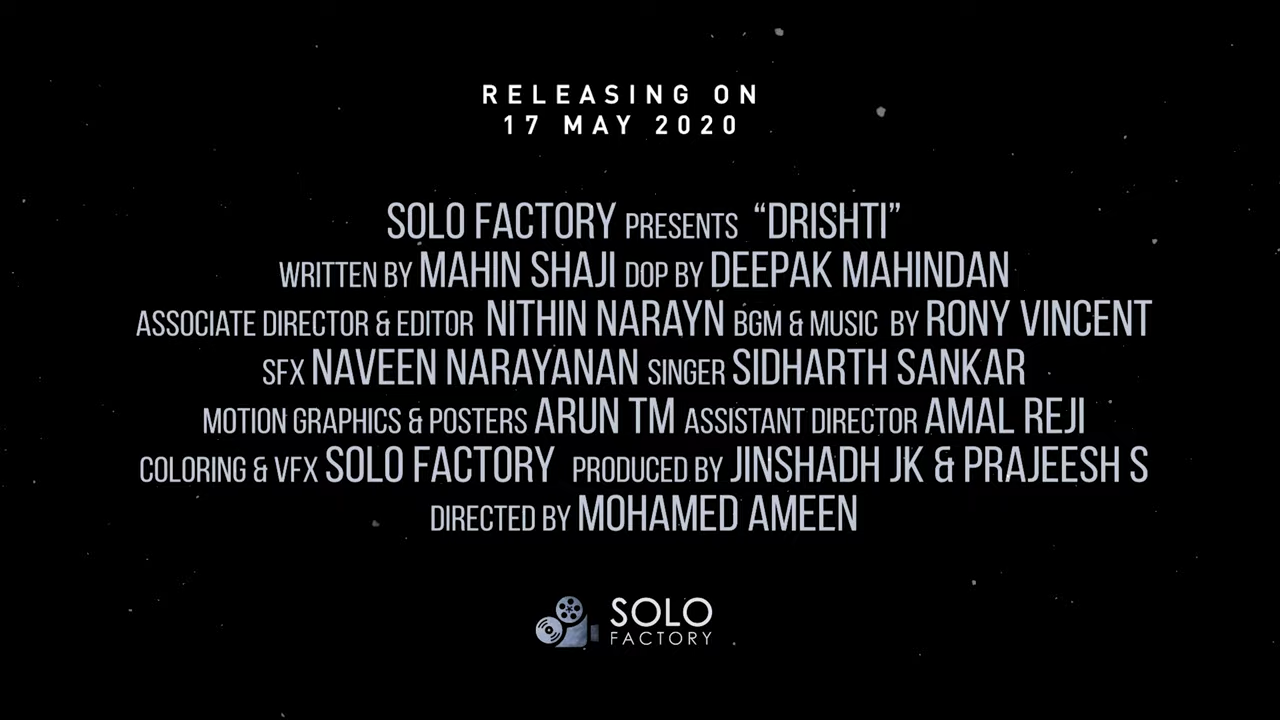 RELEASING ON
17 MAY 2020
SOLO FACTORY PRESENTS “DRISHTI”
WRITTEN BY MAHIN SHAJI DOP BY DEEPAK MAHINDAN
ASSOCIATE DIRECTOR & EDITOR NITHIN NARAYN BGM & MUSIC BY RONY VINCENT
SFX NAVEEN NARAYANAN SINGER SIDHARTH SANKAR
MOTION GRAPHICS & POSTERS ARUN TM ASSISTANT DIRECTOR AMAL REJI
COLORING & VFX SOLO FACTORY PRODUCED BY JINSHADH JK & PRAJEESH S
DIRECTED BY MOHAMED AMEEN
SOLO
FACTORY